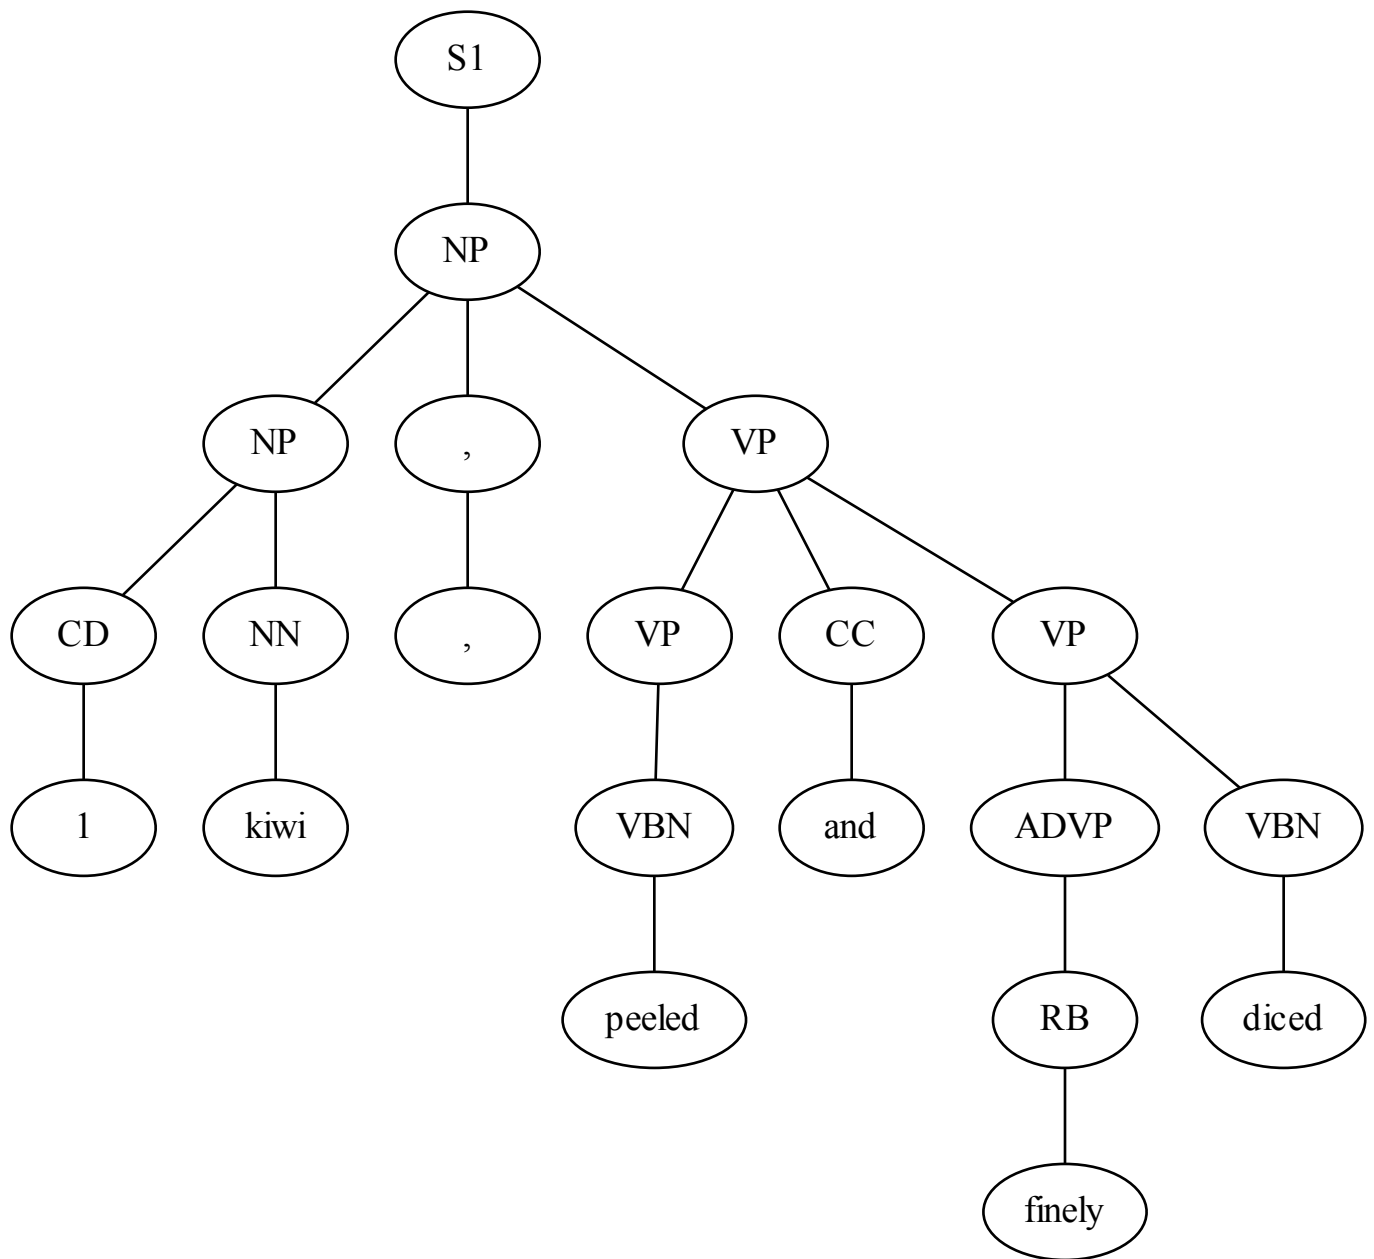 S1
NP
NP , VP
CD NN , VP CC VP
1 kiwi VBN and ADVP VBN
peeled RB diced
finely